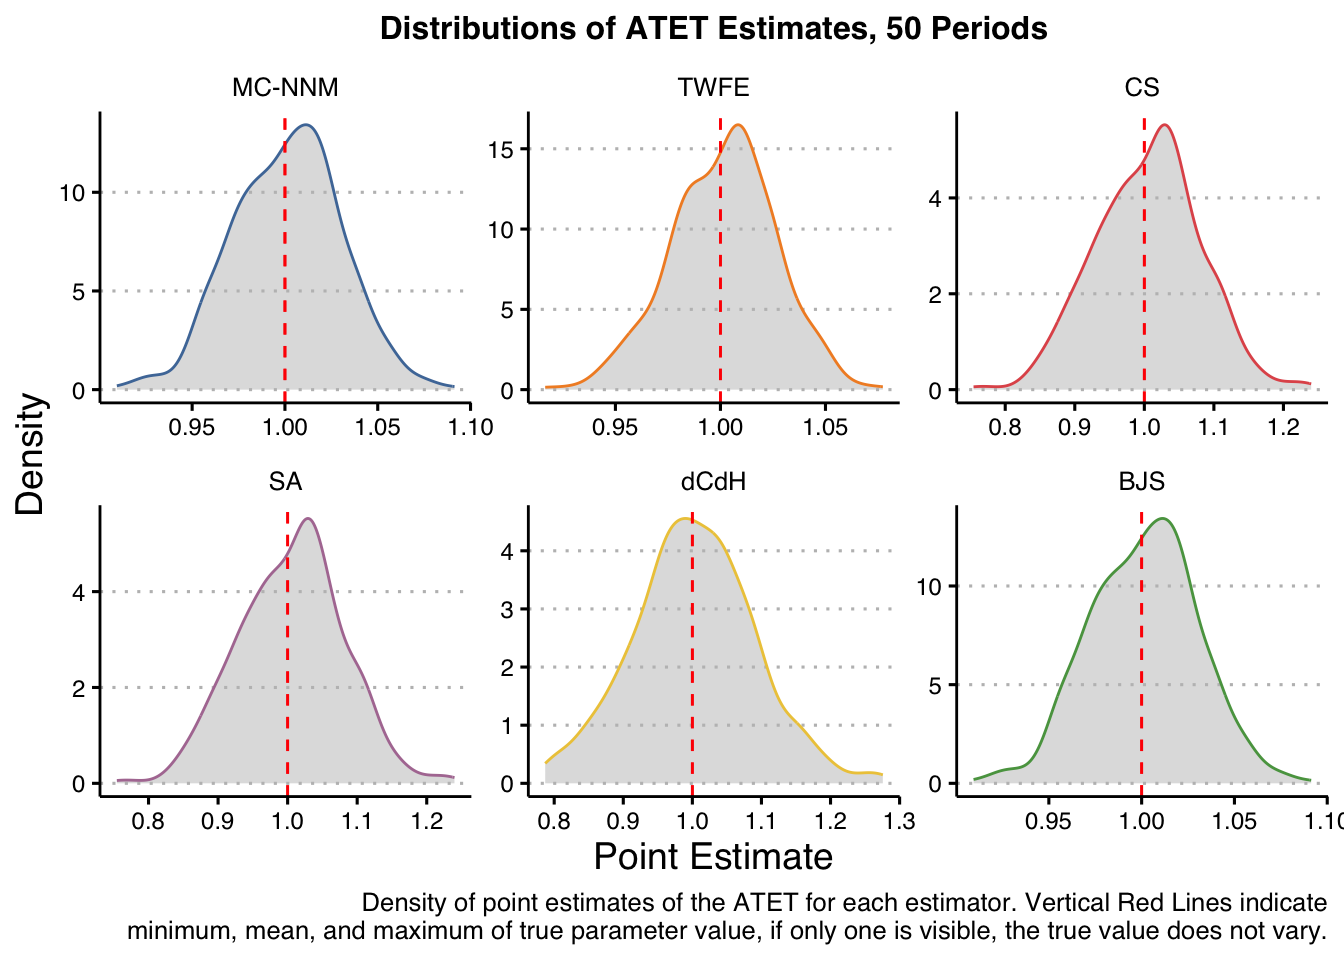 Distributions of ATET Estimates, 50 Periods
MC-NNM
TWFE
CS
10
5
0
0.95 1.00 1.05 1.10
15
10
5
0
0.95 1.00 1.05
4
2
0
0.8 0.9 1.0 1.1 1.2
Density
SA
dCdH
BJS
4
2
0
0.8 0.9 1.0 1.1 1.2
4
3
2
1
0
0.8 0.9 1.0 1.1 1.2 1.3
10
5
0
0.95 1.00 1.05 1.10
Point Estimate
Density of point estimates of the ATET for each estimator. Vertical Red Lines indicate
minimum, mean, and maximum of true parameter value, if only one is visible, the true value does not vary.